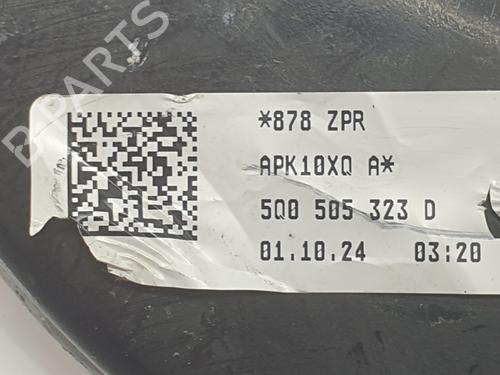 B-PARTS
*878 ZPR
APK10XQ A*
5Q0 505 323 D
01.10.24 03:20